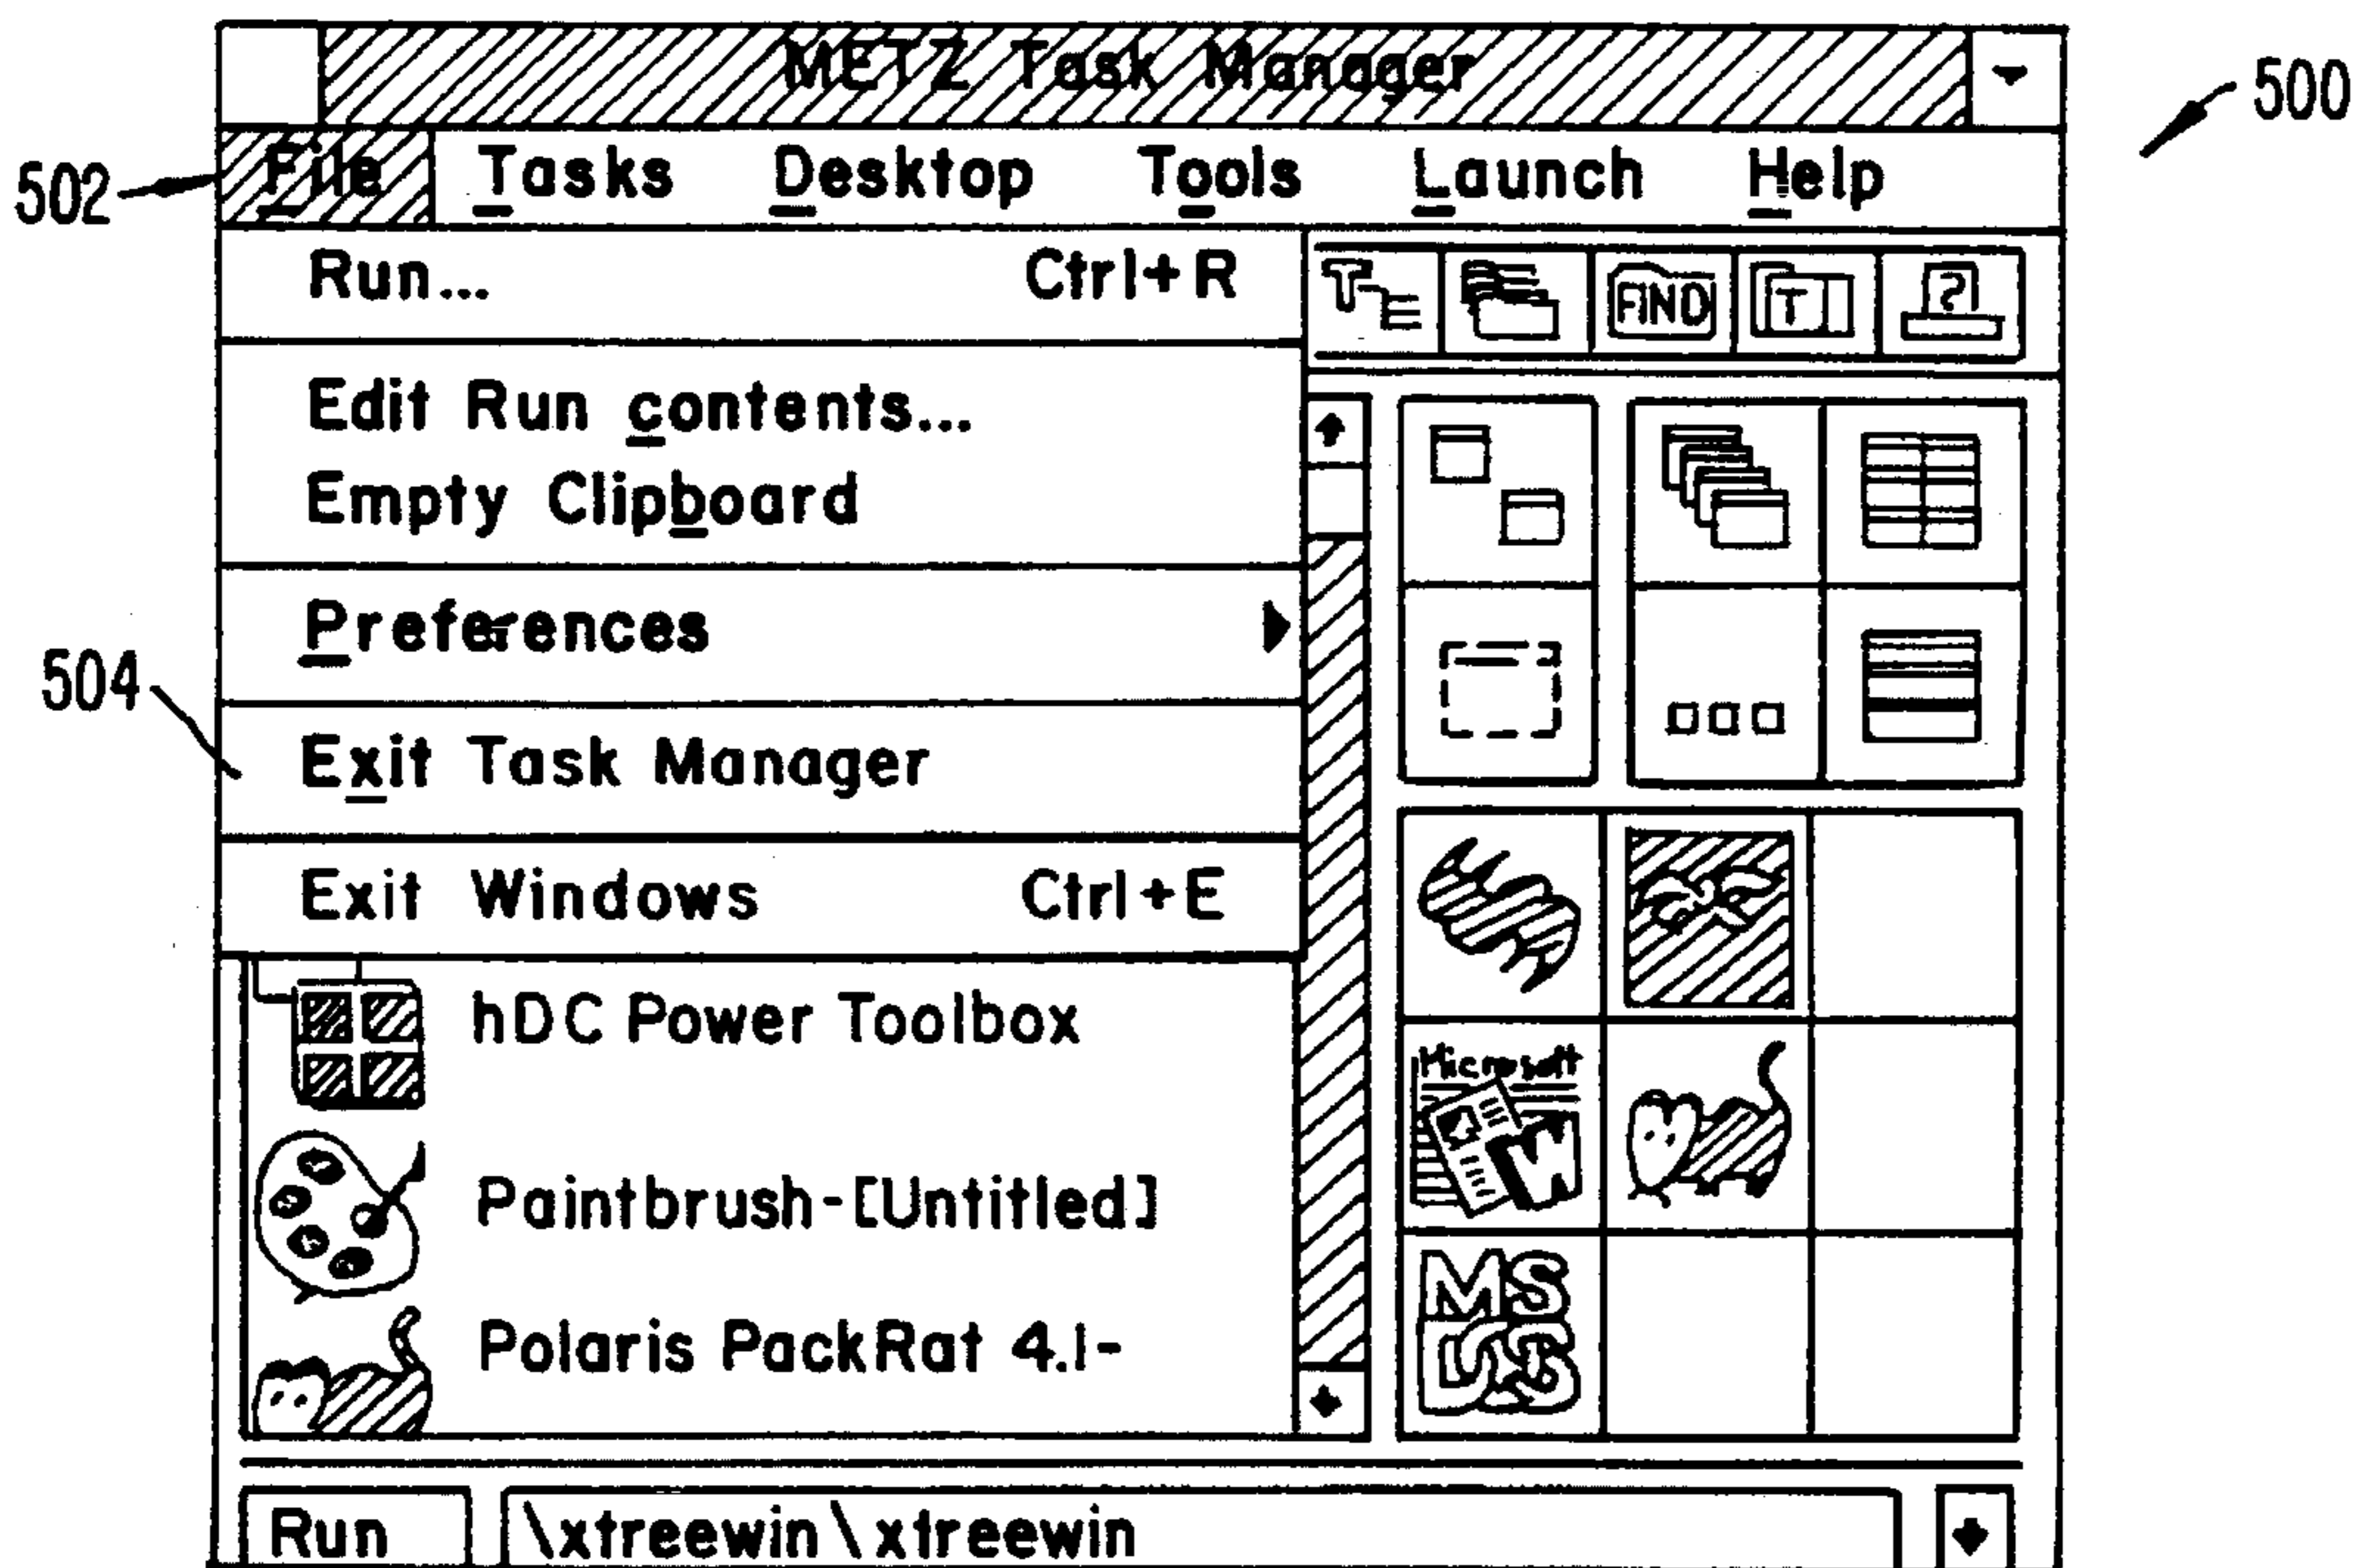 METZ Task Manager
500
502
File Tasks Desktop Tools Launch Help
Run... Ctrl+R
T E FIND T ?
Edit Run contents...
Empty Clipboard
Preferences
504
Exit Task Manager
Exit Windows Ctrl+E
hDC Power Toolbox
Microsoft
W
Paintbrush-[Untitled]
MS
Polaris PackRat 4.1-
Run \xtreewin\xtreewin